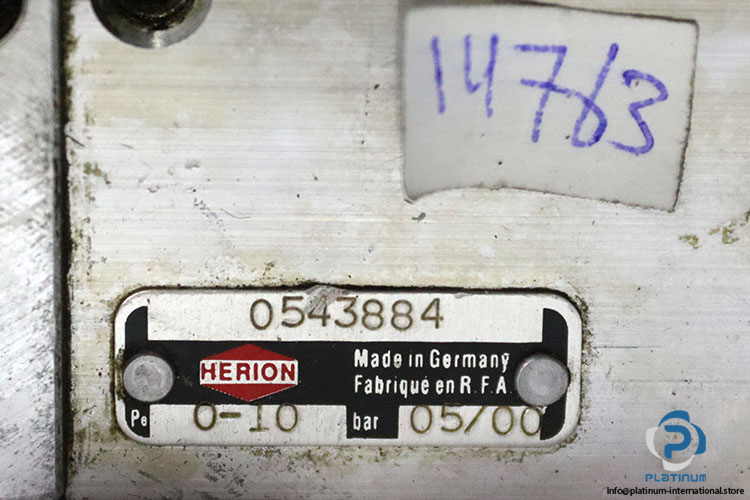 14763
0543884
HERION
Made in Germany
Fabriqué en R.F.A
Pe 0-10 bar 05/00
PLATINUM
Info@platinum-international.store